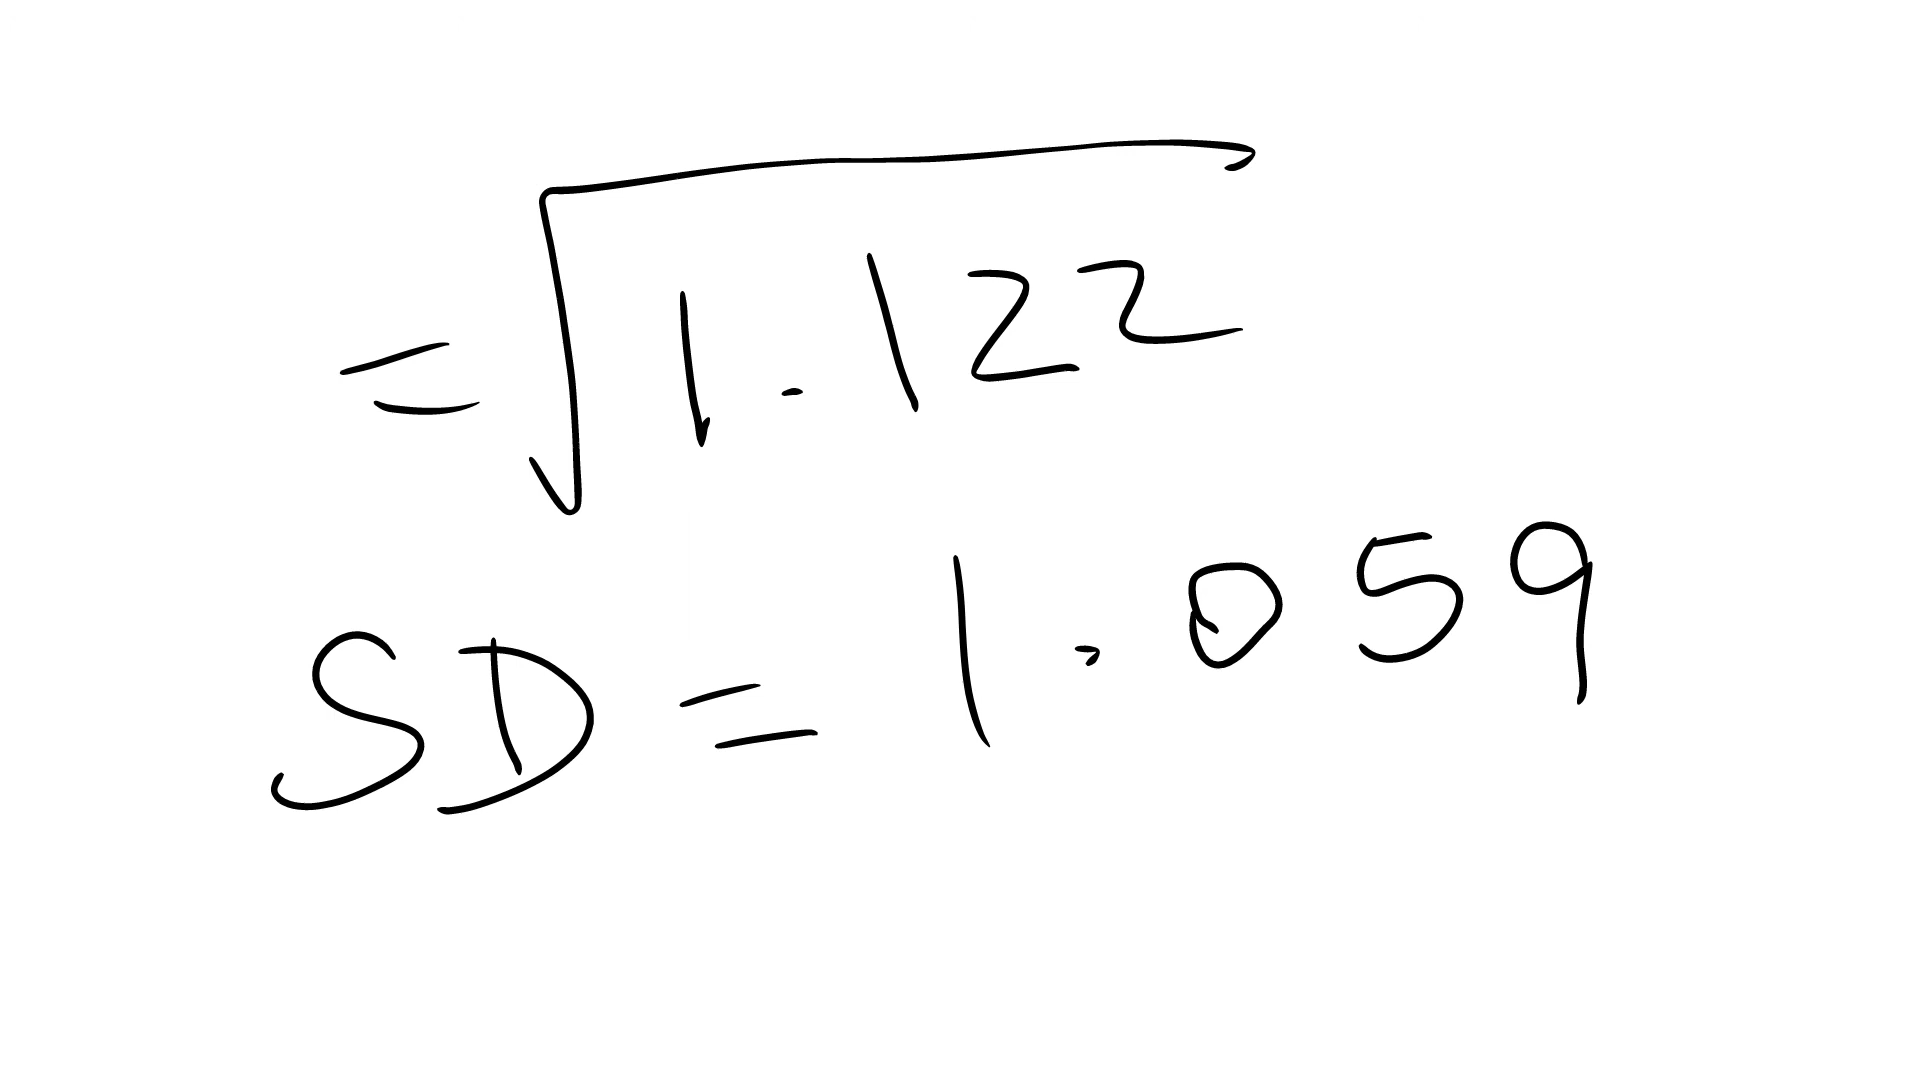 = √1.122
SD = 1.059